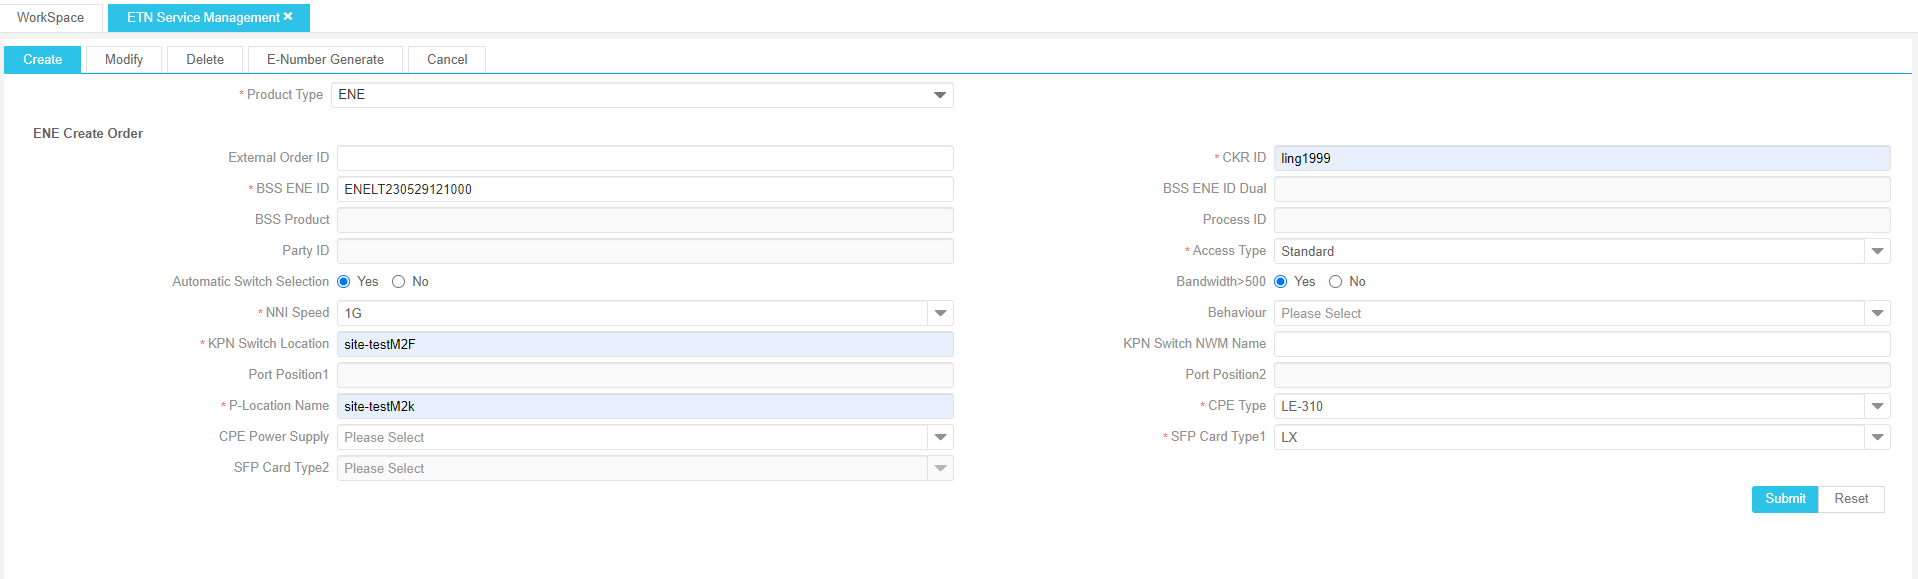 WorkSpace ETN Service Management ×
Create Modify Delete E-Number Generate Cancel
* Product Type ENE
ENE Create Order
External Order ID * CKR ID ling1999
* BSS ENE ID ENELT230529121000 BSS ENE ID Dual
BSS Product Process ID
Party ID * Access Type Standard
Automatic Switch Selection Yes No Bandwidth>500 Yes No
* NNI Speed 1G Behaviour Please Select
* KPN Switch Location site-testM2F KPN Switch NWM Name
Port Position1 Port Position2
* P-Location Name site-testM2k * CPE Type LE-310
CPE Power Supply Please Select * SFP Card Type1 LX
SFP Card Type2 Please Select
Submit Reset